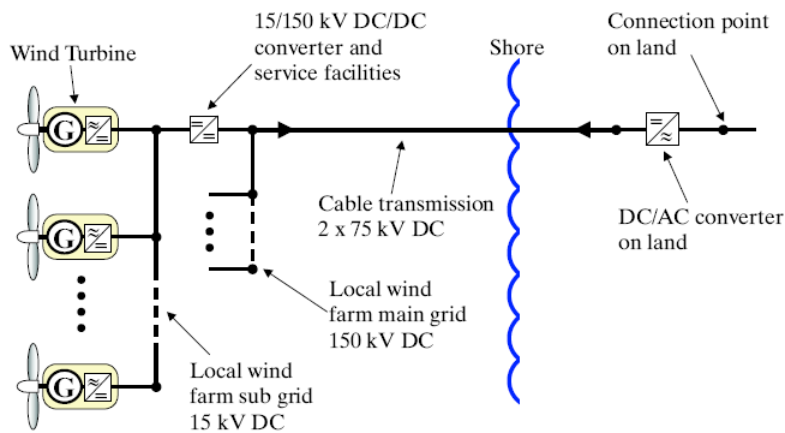 15/150 kV DC/DC
converter and
service facilities
Wind Turbine
Shore
Connection point
on land
G
G
G
Cable transmission
2 x 75 kV DC
DC/AC converter
on land
Local wind
farm main grid
150 kV DC
Local wind
farm sub grid
15 kV DC